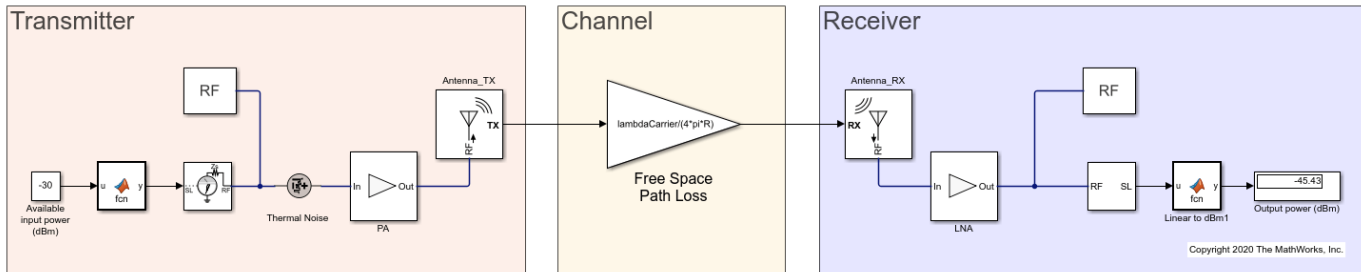 Transmitter
Channel
Receiver
RF
Antenna_TX
TX
RF
lambdaCarrier/(4*pi*R)
Free Space
Path Loss
Antenna_RX
RX
RF
RF
-30
Available
input power
(dBm)
u
y
fcn
SL
Zs
RF
Thermal Noise
In
Out
PA
In
Out
LNA
RF
SL
u
y
fcn
Linear to dBm1
-45.43
Output power (dBm)
Copyright 2020 The MathWorks, Inc.